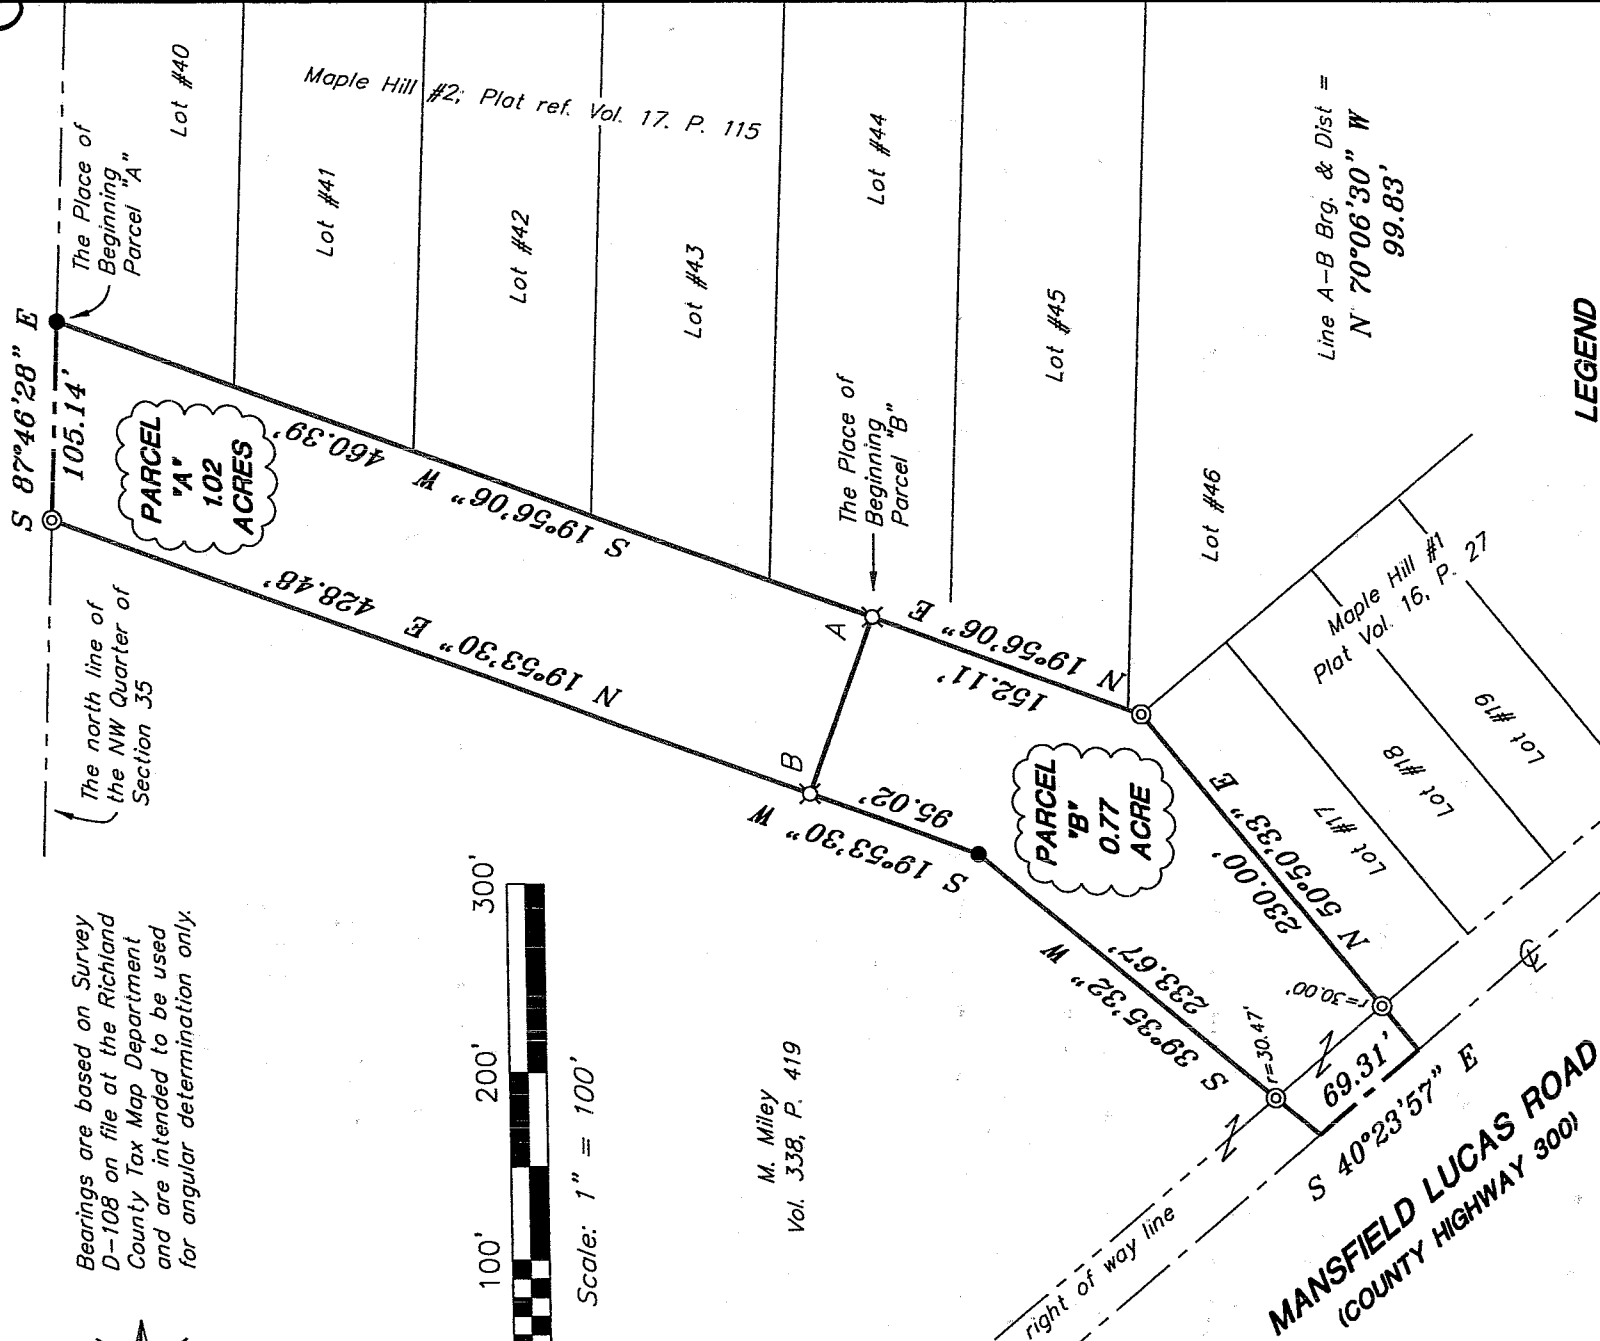 Lot #40
Lot #41
Lot #42
Lot #43
Lot #44
Lot #45
Lot #46
Maple Hill #2; Plat ref. Vol. 17. P. 115
The Place of
Beginning
Parcel "A"
S 87°46'28" E
105.14'
PARCEL
"A"
1.02
ACRES
460.39'
S 19°56'06" W
428.48'
N 19°53'30" E
The north line of
the NW Quarter of
Section 35
The Place of
Beginning
Parcel "B"
A
B
N 19°56'06" E
152.11'
95.02'
S 19°53'30" W
PARCEL
"B"
0.77
ACRE
N 50°50'33" E
230.00'
233.67'
S 39°35'32" W
r=30.00'
r=30.47'
69.31'
S 40°23'57" E
Lot #17
Lot #18
Lot #19
Maple Hill #1
Plat Vol. 16, P. 27
Line A-B Brg. & Dist =
N 70°06'30" W
99.83'
LEGEND
Bearings are based on Survey
D-108 on file at the Richland
County Tax Map Department
and are intended to be used
for angular determination only.
100'
200'
300'
Scale: 1" = 100'
M. Miley
Vol. 338, P. 419
right of way line
MANSFIELD LUCAS ROAD
(COUNTY HIGHWAY 300)